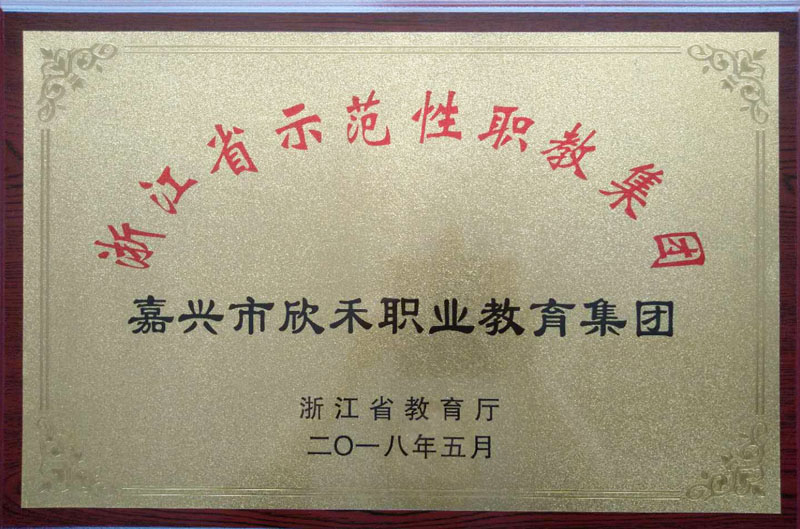 浙江省示范性职教集团
嘉兴市欣禾职业教育集团
浙江省教育厅
二〇一八年五月